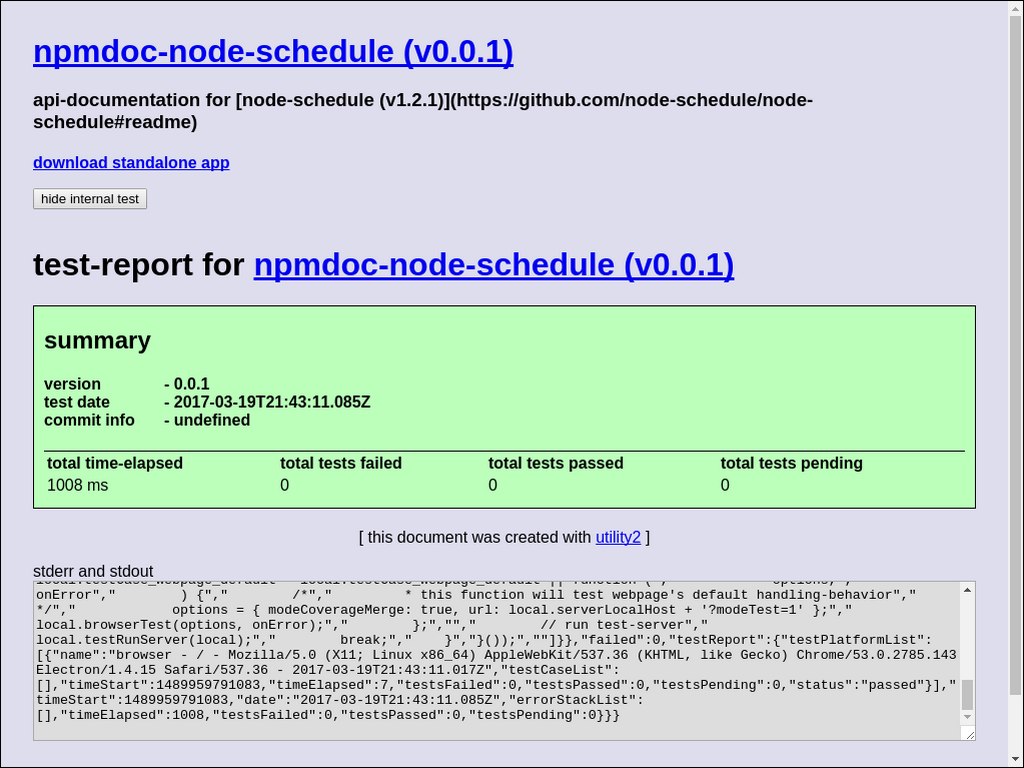 npmdoc-node-schedule (v0.0.1)
api-documentation for [node-schedule (v1.2.1)](https://github.com/node-schedule/node-
schedule#readme)
download standalone app
hide internal test
test-report for npmdoc-node-schedule (v0.0.1)
summary
version - 0.0.1
test date - 2017-03-19T21:43:11.085Z
commit info - undefined
total time-elapsed total tests failed total tests passed total tests pending
1008 ms 0 0 0
[ this document was created with utility2 ]
stderr and stdout
onError","        ) {","        /*","         * this function will test webpage's default handling-behavior","
*/","            options = { modeCoverageMerge: true, url: local.serverLocalHost + '?modeTest=1' };","
local.browserTest(options, onError);","        };","","        // run test-server","
local.testRunServer(local);","        break;","    }","}());",""]}},"failed":0,"testReport":{"testPlatformList":
[{"name":"browser - / - Mozilla/5.0 (X11; Linux x86_64) AppleWebKit/537.36 (KHTML, like Gecko) Chrome/53.0.2785.143
Electron/1.4.15 Safari/537.36 - 2017-03-19T21:43:11.017Z","testCaseList":
[],"timeStart":1489959791083,"timeElapsed":7,"testsFailed":0,"testsPassed":0,"testsPending":0,"status":"passed"}],"
timeStart":1489959791083,"date":"2017-03-19T21:43:11.085Z","errorStackList":
[],"timeElapsed":1008,"testsFailed":0,"testsPassed":0,"testsPending":0}}}